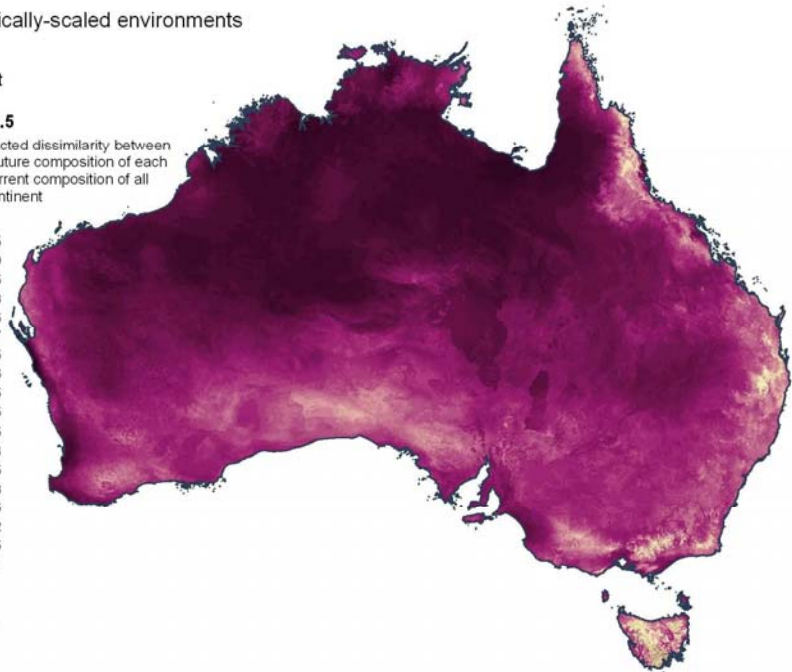 ically-scaled environments
t
.5
cted dissimilarity between
uture composition of each
rrent composition of all
ntinent